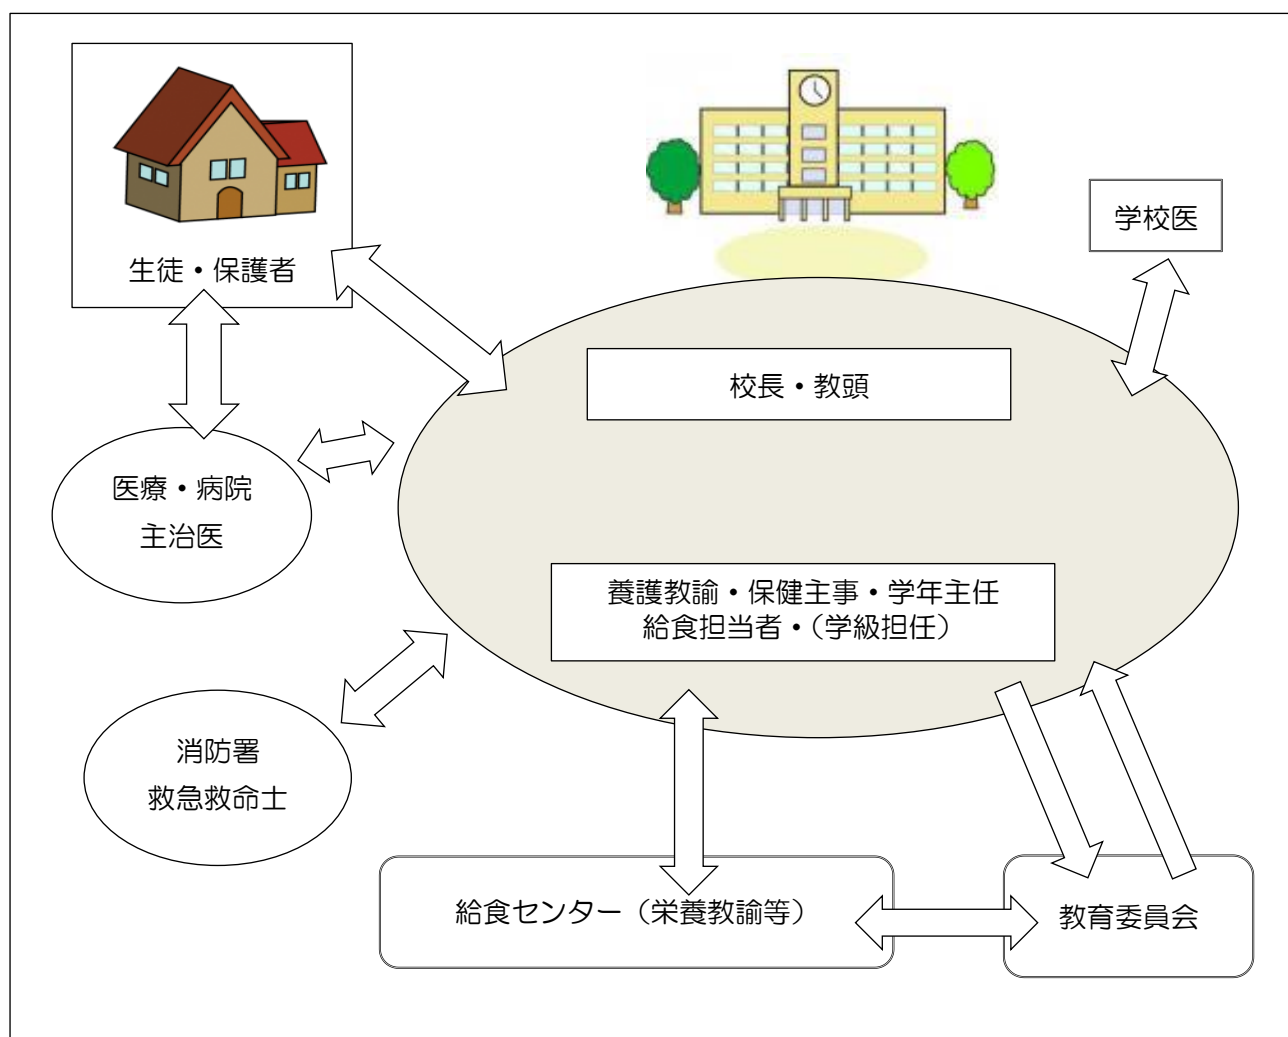 生徒・保護者
学校医
校長・教頭
医療・病院
主治医
養護教諭・保健主事・学年主任
給食担当者・(学級担任)
消防署
救急救命士
給食センター(栄養教諭等)
教育委員会